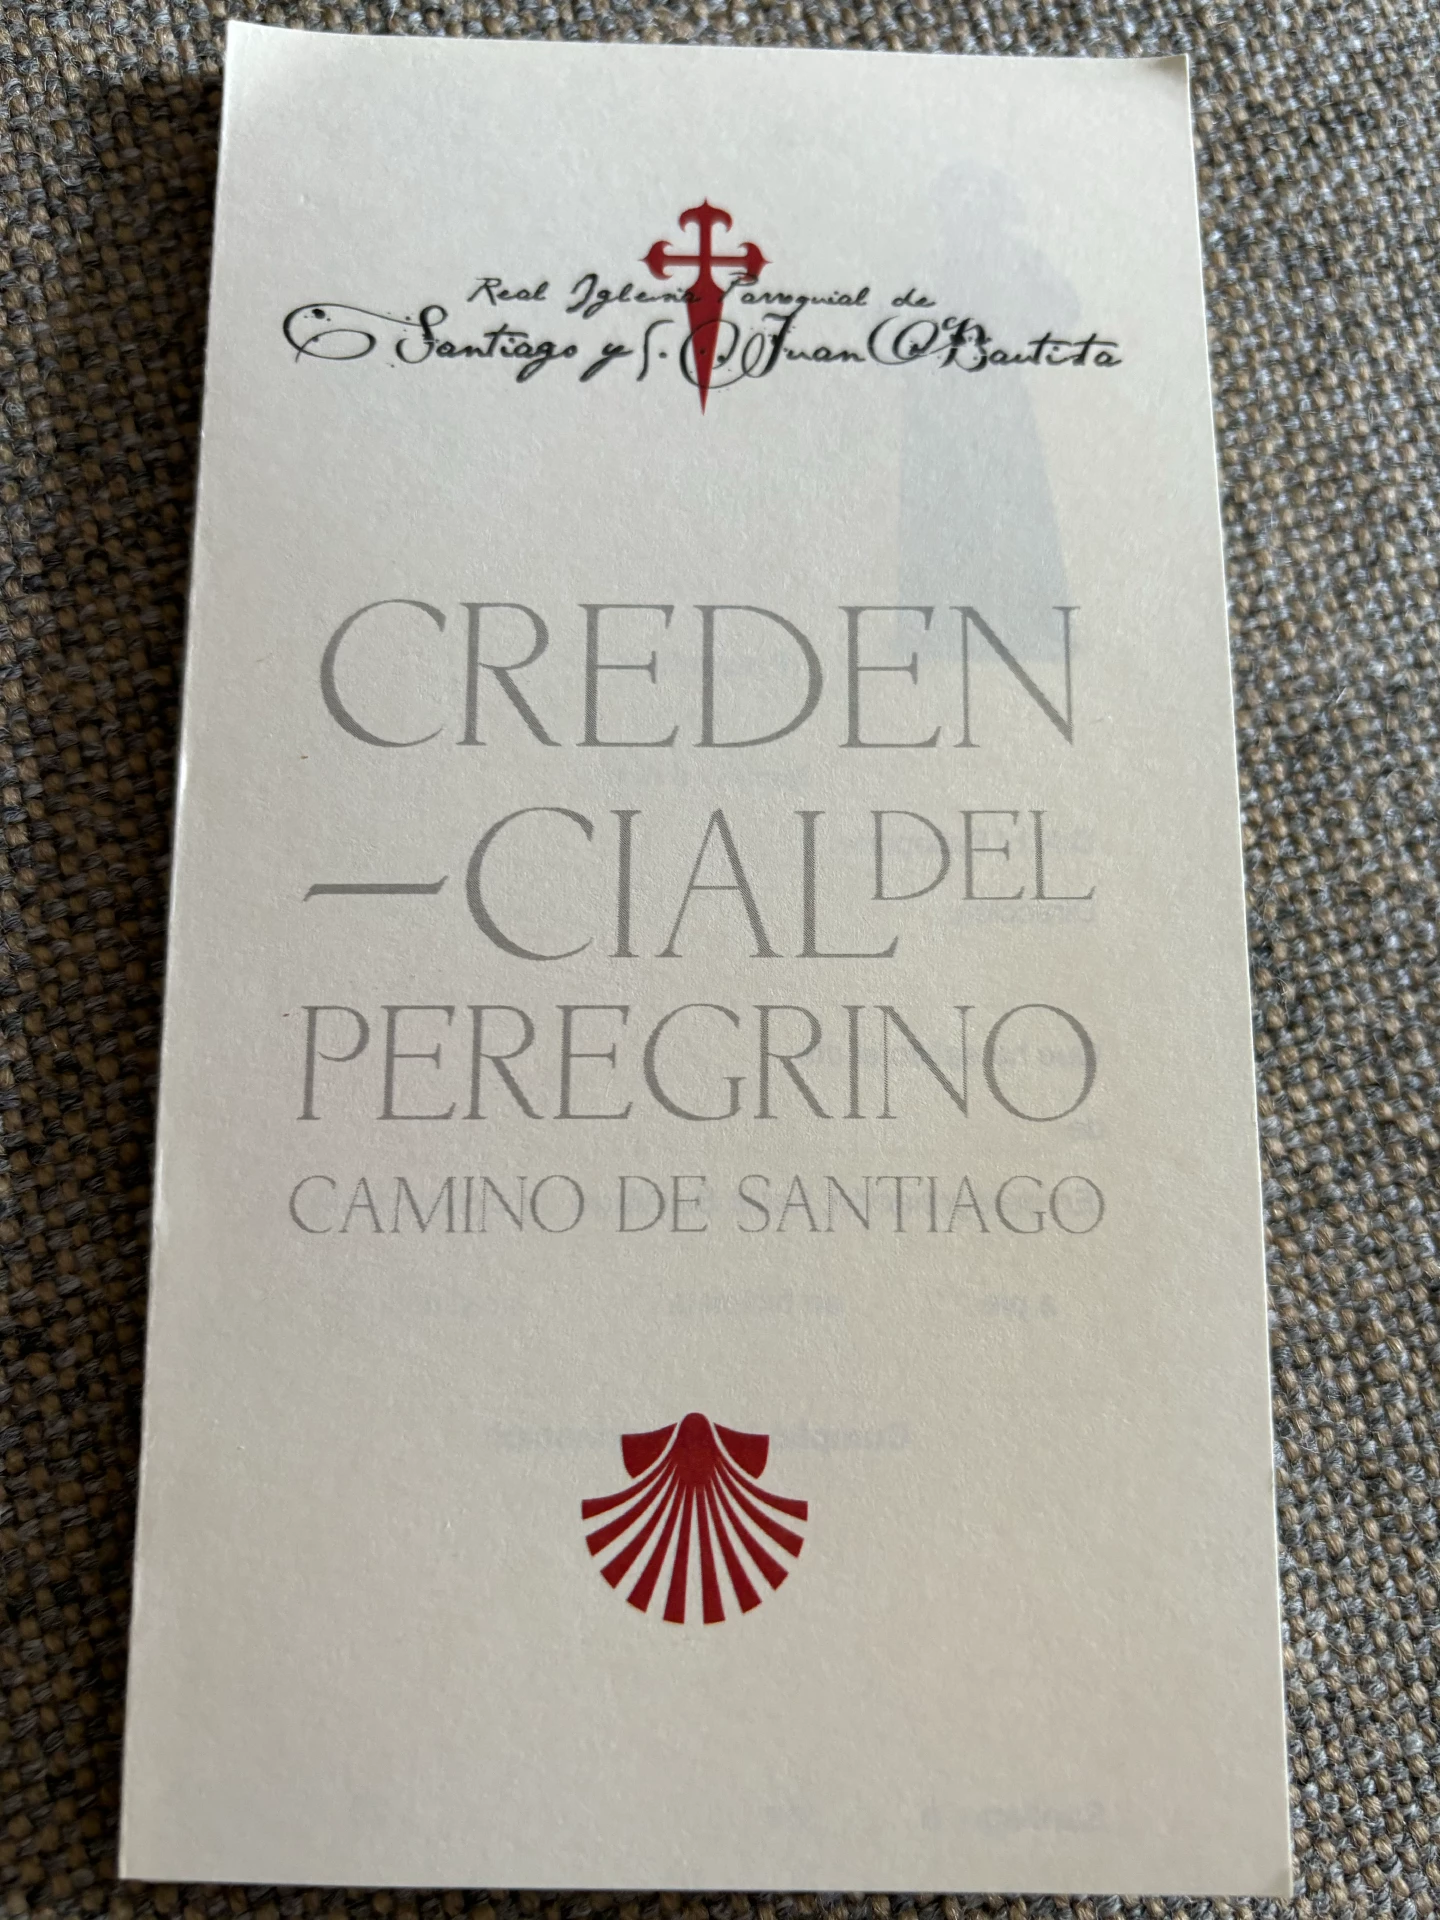 Real Iglesia Parroquial de
Santiago y S. Juan Bautista
CREDEN
—CIAL DEL
PEREGRINO
CAMINO DE SANTIAGO